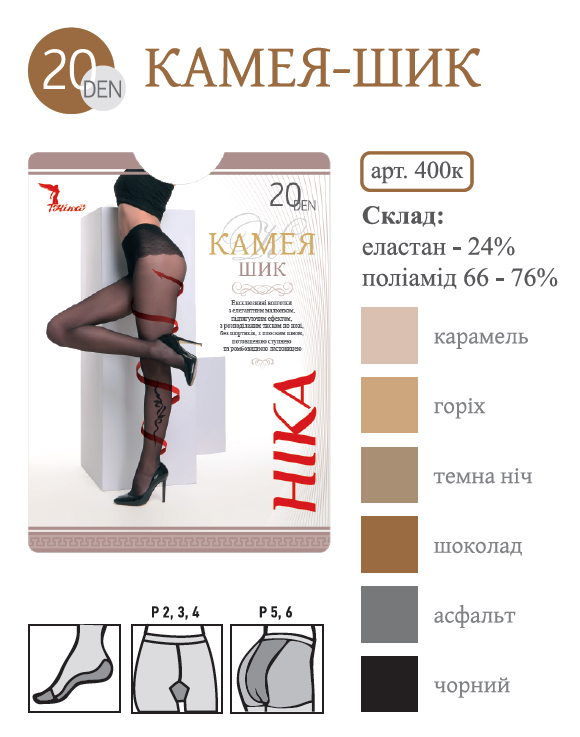 20
DEN
КАМЕЯ-ШИК
арт. 400к
Склад:
еластан - 24%
поліамід 66 - 76%
20
DEN
КАМЕЯ
ШИК
Ексклюзивні колготки
з елегантним малюнком,
підтягуючим ефектом,
з розподіленим тиском по нозі,
без шортиків, з плоским швом,
потовщеною ступнею
та ромбовидною ластовицею
НІКА
карамель
горіх
темна ніч
шоколад
асфальт
чорний
Р 2, 3, 4
Р 5, 6